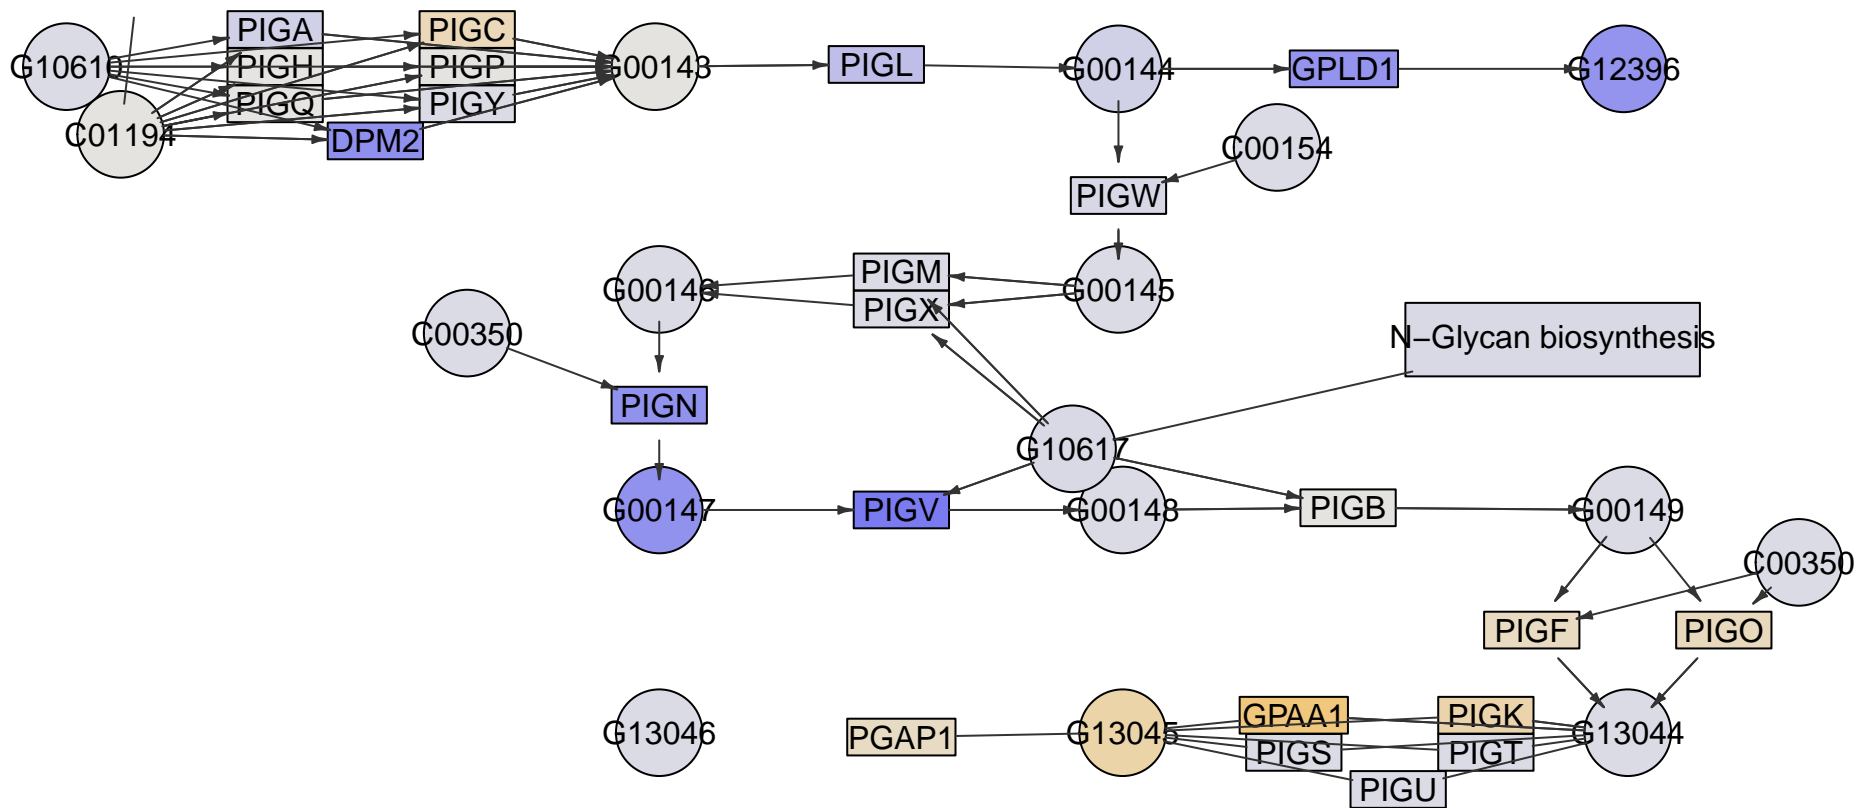 PIGA
PIGC
G10610
PIGH
PIGP
G00143
PIGL
G00144
GPLD1
G12396
PIGQ
PIGY
C01194
DPM2
C00154
PIGW
PIGM
G00146
G00145
PIGX
C00350
N–Glycan biosynthesis
PIGN
G10617
G00147
PIGV
G00148
PIGB
G00149
C00350
PIGF
PIGO
GPAA1
PIGK
G13046
PGAP1
G13045
G13044
PIGS
PIGT
PIGU